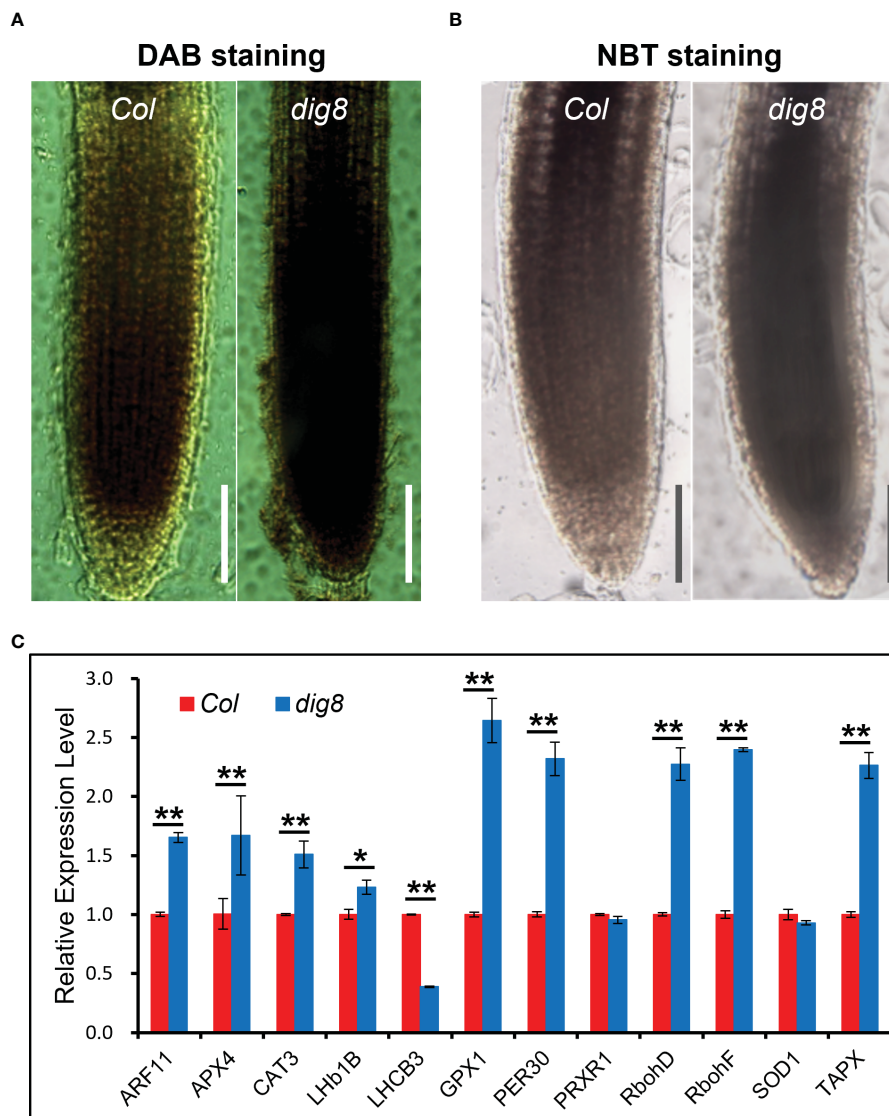 A
DAB staining
Col
dig8
B
NBT staining
Col
dig8
C
Relative Expression Level
3.0
2.5
2.0
1.5
1.0
0.5
0.0
Col
dig8
**
**
**
*
**
**
**
**
**
**
ARF11
APX4
CAT3
LHb1B
LHCB3
GPX1
PER30
PRXR1
RbohD
RbohF
SOD1
TAPX